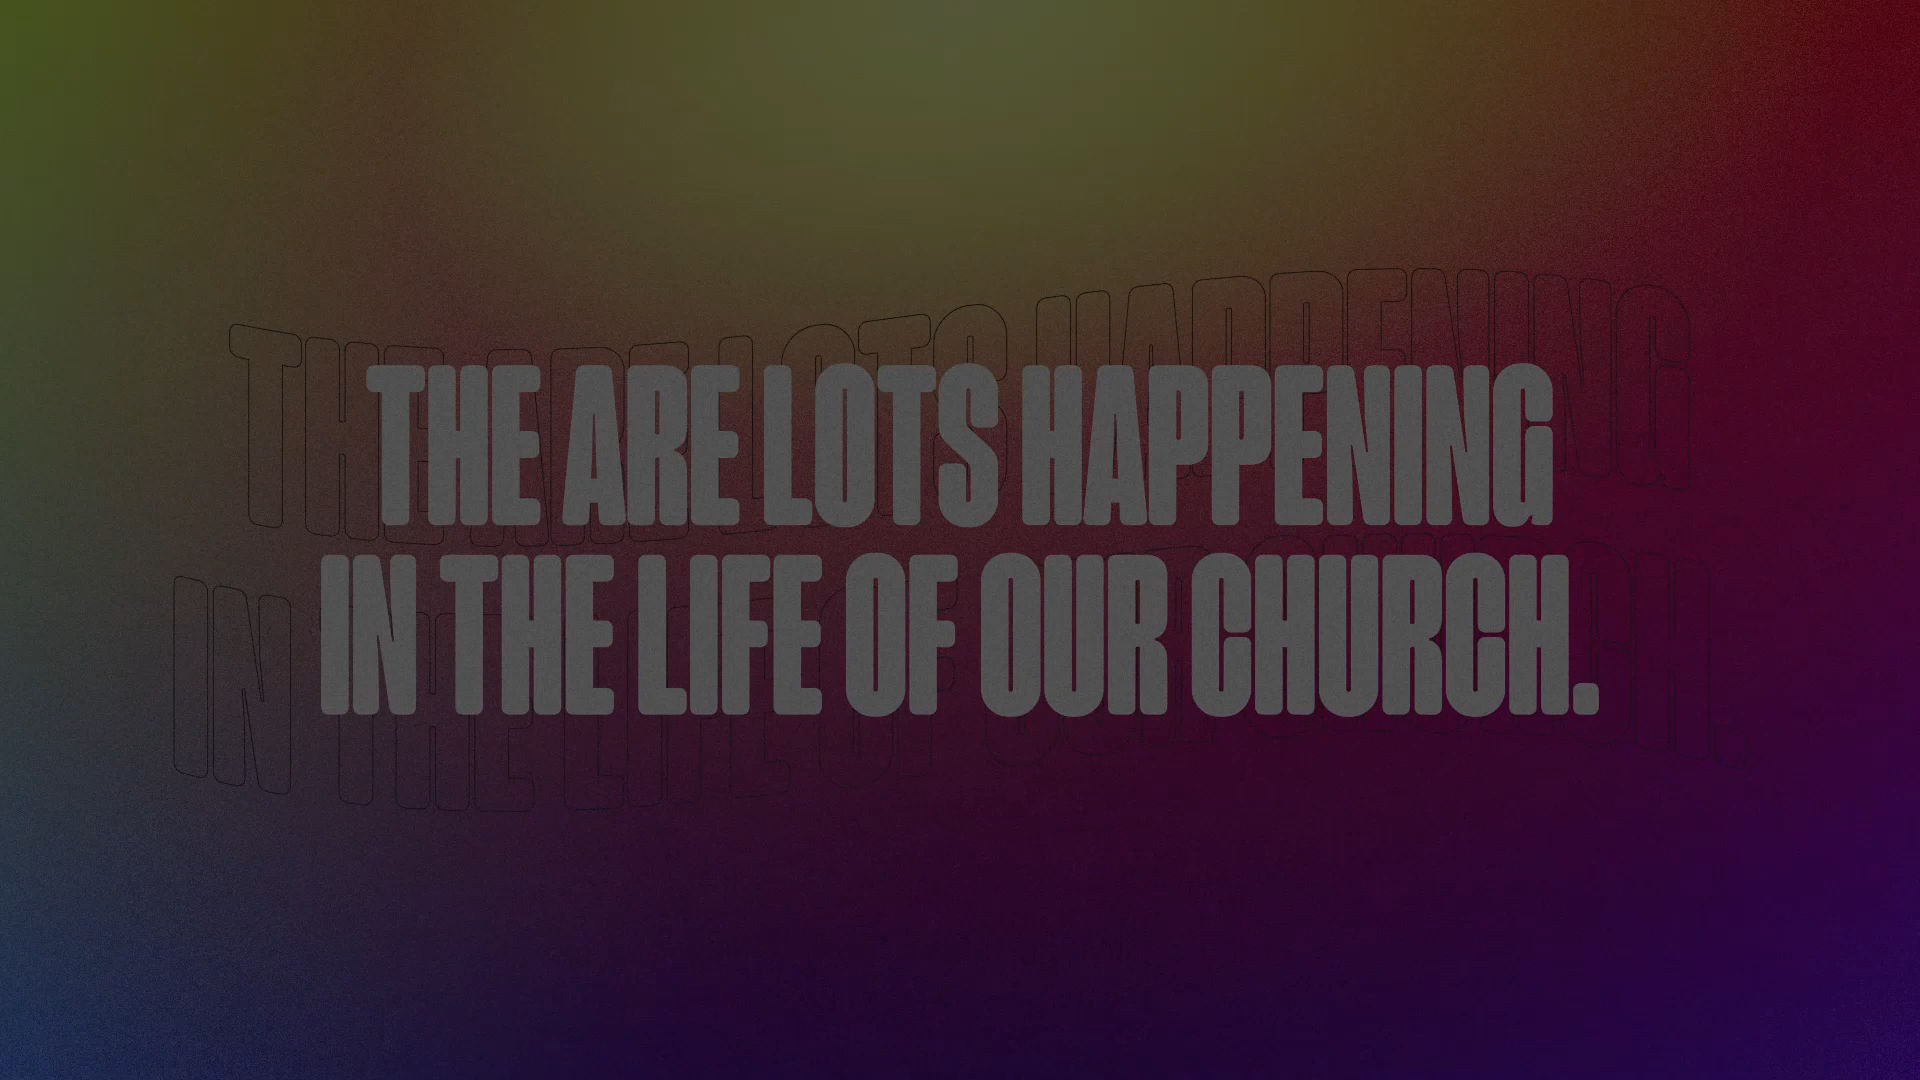 THE ARE LOTS HAPPENING
IN THE LIFE OF OUR CHURCH.